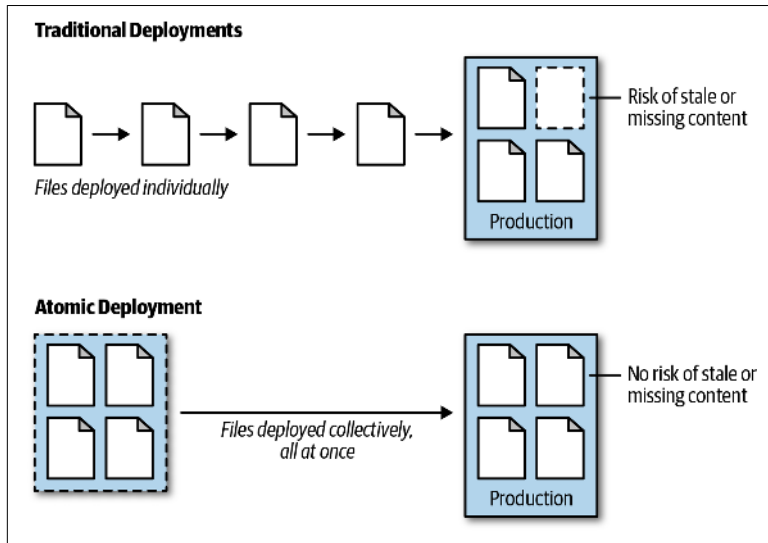 Traditional Deployments
Risk of stale or
missing content
Files deployed individually
Production
Atomic Deployment
No risk of stale or
missing content
Files deployed collectively,
all at once
Production